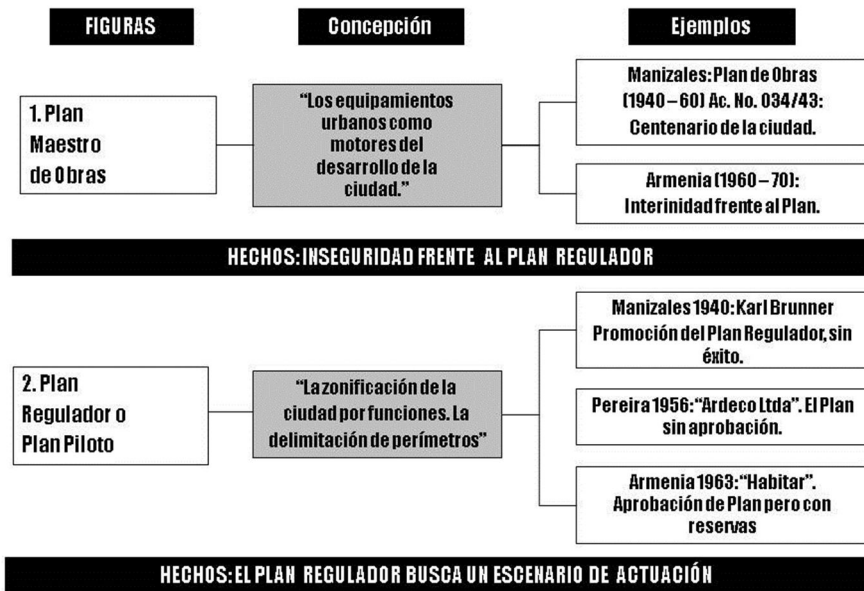 FIGURAS
Concepción
Ejemplos
1. Plan
Maestro
de Obras
“Los equipamientos
urbanos como
motores del
desarrollo de la
ciudad.”
Manizales: Plan de Obras
(1940 – 60) Ac. No. 034/43:
Centenario de la ciudad.
Armenia (1960 – 70):
Interinidad frente al Plan.
HECHOS: INSEGURIDAD FRENTE AL PLAN REGULADOR
2. Plan
Regulador o
Plan Piloto
“La zonificación de la
ciudad por funciones. La
delimitación de perímetros”
Manizales 1940: Karl Brunner
Promoción del Plan Regulador, sin
éxito.
Pereira 1956: “Ardeco Ltda”. El Plan
sin aprobación.
Armenia 1963: “Habitar”.
Aprobación de Plan pero con
reservas
HECHOS: EL PLAN REGULADOR BUSCA UN ESCENARIO DE ACTUACIÓN